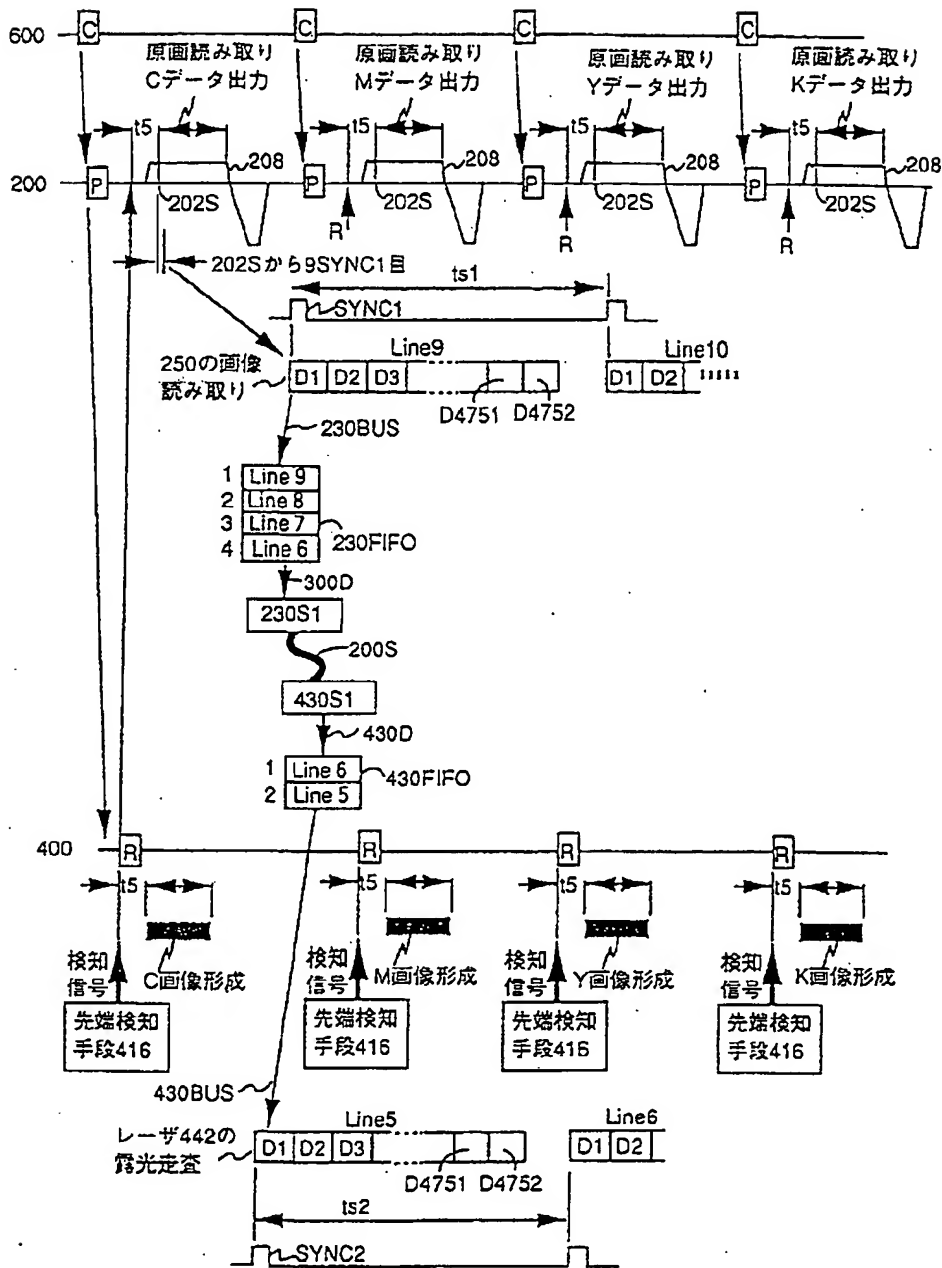 600 C C C C
原画読み取り 原画読み取り 原画読み取り 原画読み取り
Cデータ出力 Mデータ出力 Yデータ出力 Kデータ出力
t5 t5 t5 t5
208 208 208 208
200 P P P P
202S 202S 202S 202S
R R R
202Sから9SYNC1目
ts1
SYNC1
Line9 Line10
250の画像
読み取り
D1 D2 D3 D1 D2
D4751 D4752
230BUS
1 Line 9
2 Line 8
3 Line 7
4 Line 6
230FIFO
300D
230S1
200S
430S1
430D
1 Line 6
2 Line 5
430FIFO
400 R R R R
t5 t5 t5 t5
検知 検知 検知 検知
信号 信号 信号 信号
C画像形成 M画像形成 Y画像形成 K画像形成
先端検知 先端検知 先端検知 先端検知
手段416 手段416 手段416 手段416
430BUS
Line5 Line6
レーザ442の
露光走査
D1 D2 D3 D1 D2
D4751 D4752
ts2
SYNC2